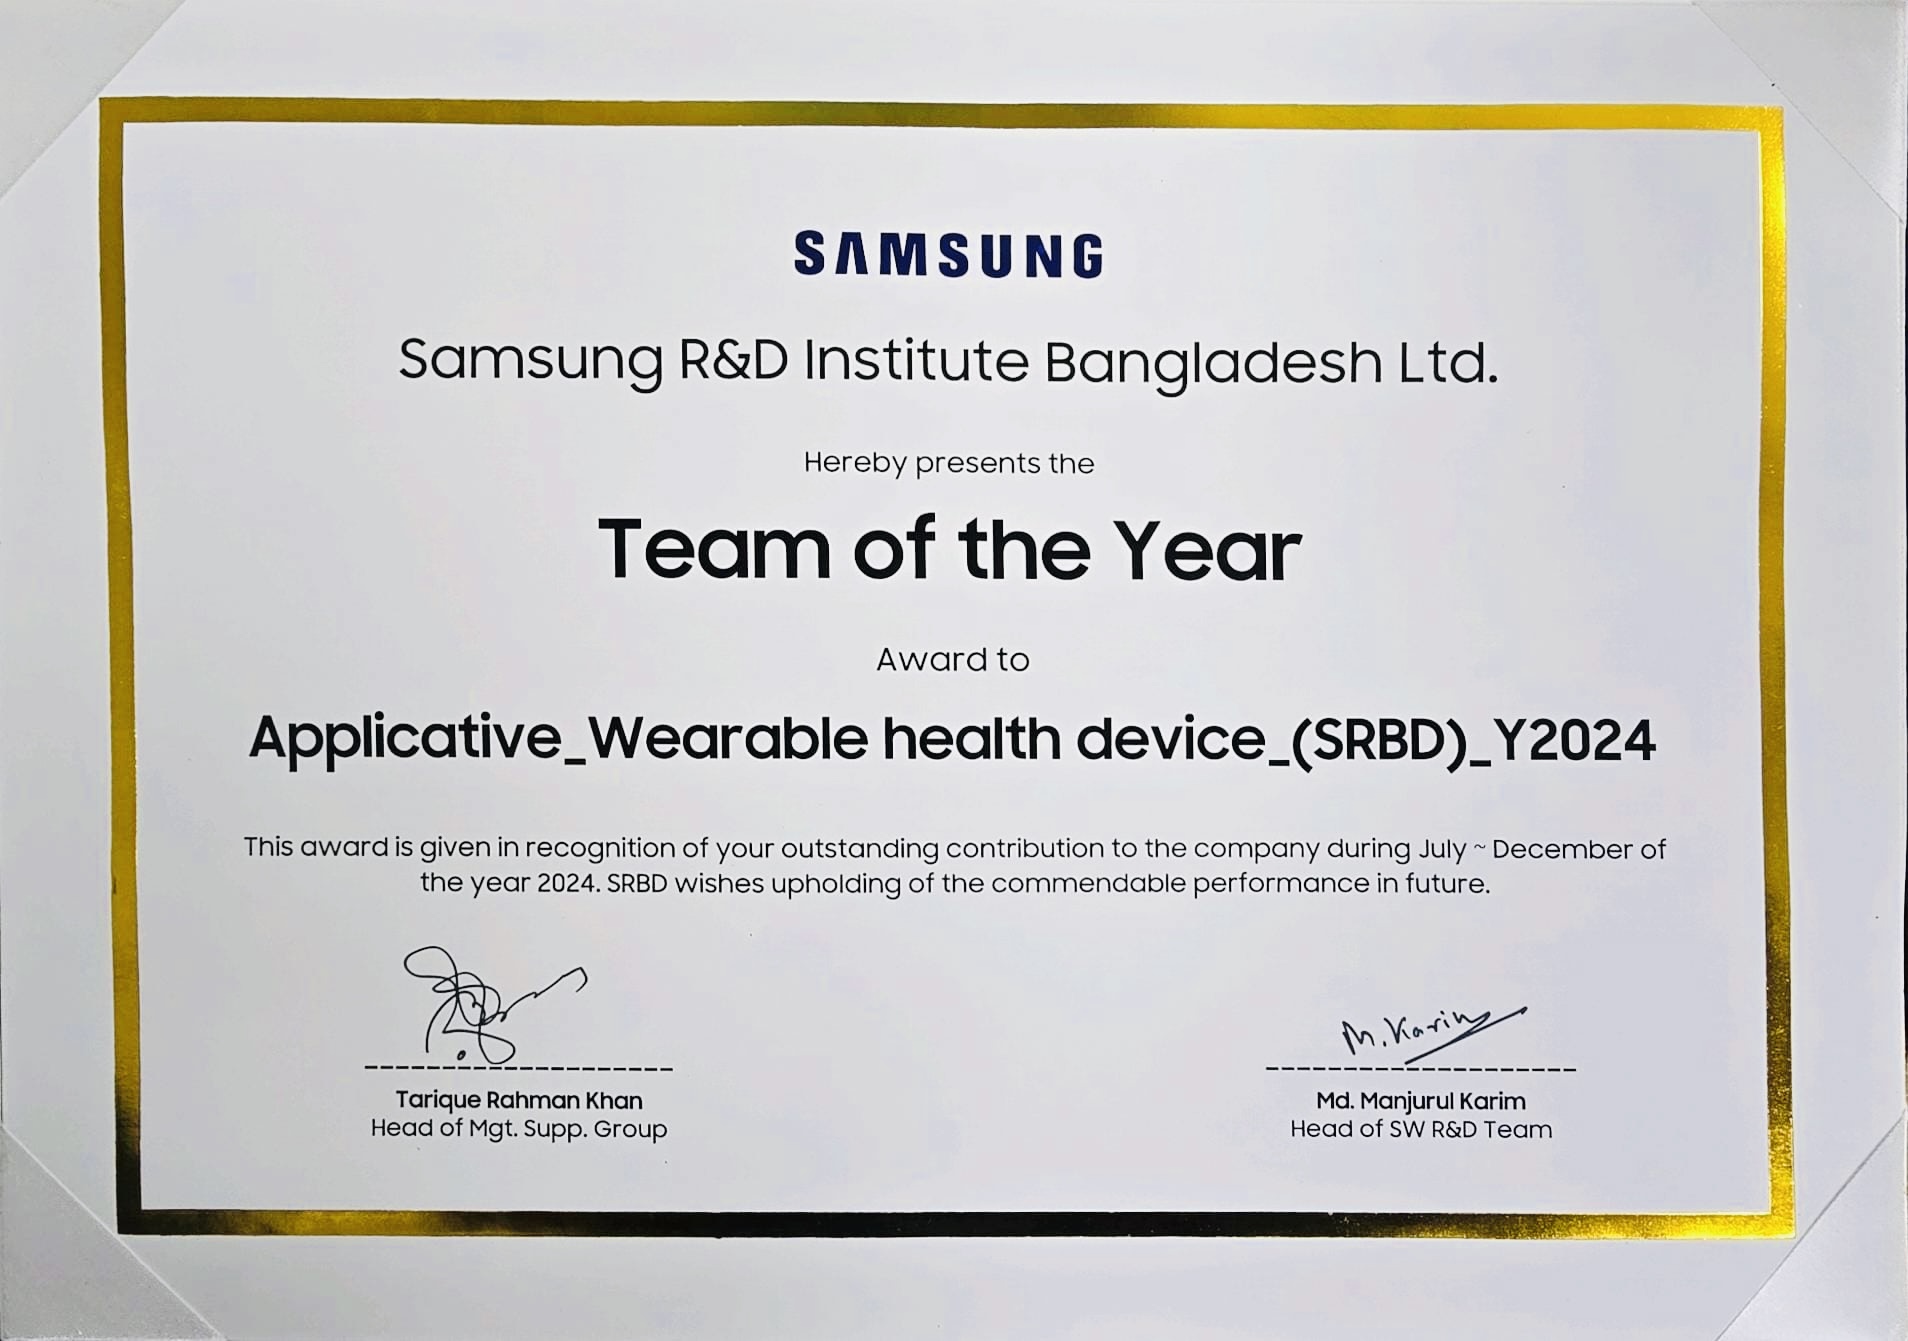 SAMSUNG
Samsung R&D Institute Bangladesh Ltd.
Hereby presents the
Team of the Year
Award to
Applicative_Wearable health device_(SRBD)_Y2024
This award is given in recognition of your outstanding contribution to the company during July ~ December of
the year 2024. SRBD wishes upholding of the commendable performance in future.
M. Karim
Tarique Rahman Khan
Head of Mgt. Supp. Group
Md. Manjurul Karim
Head of SW R&D Team